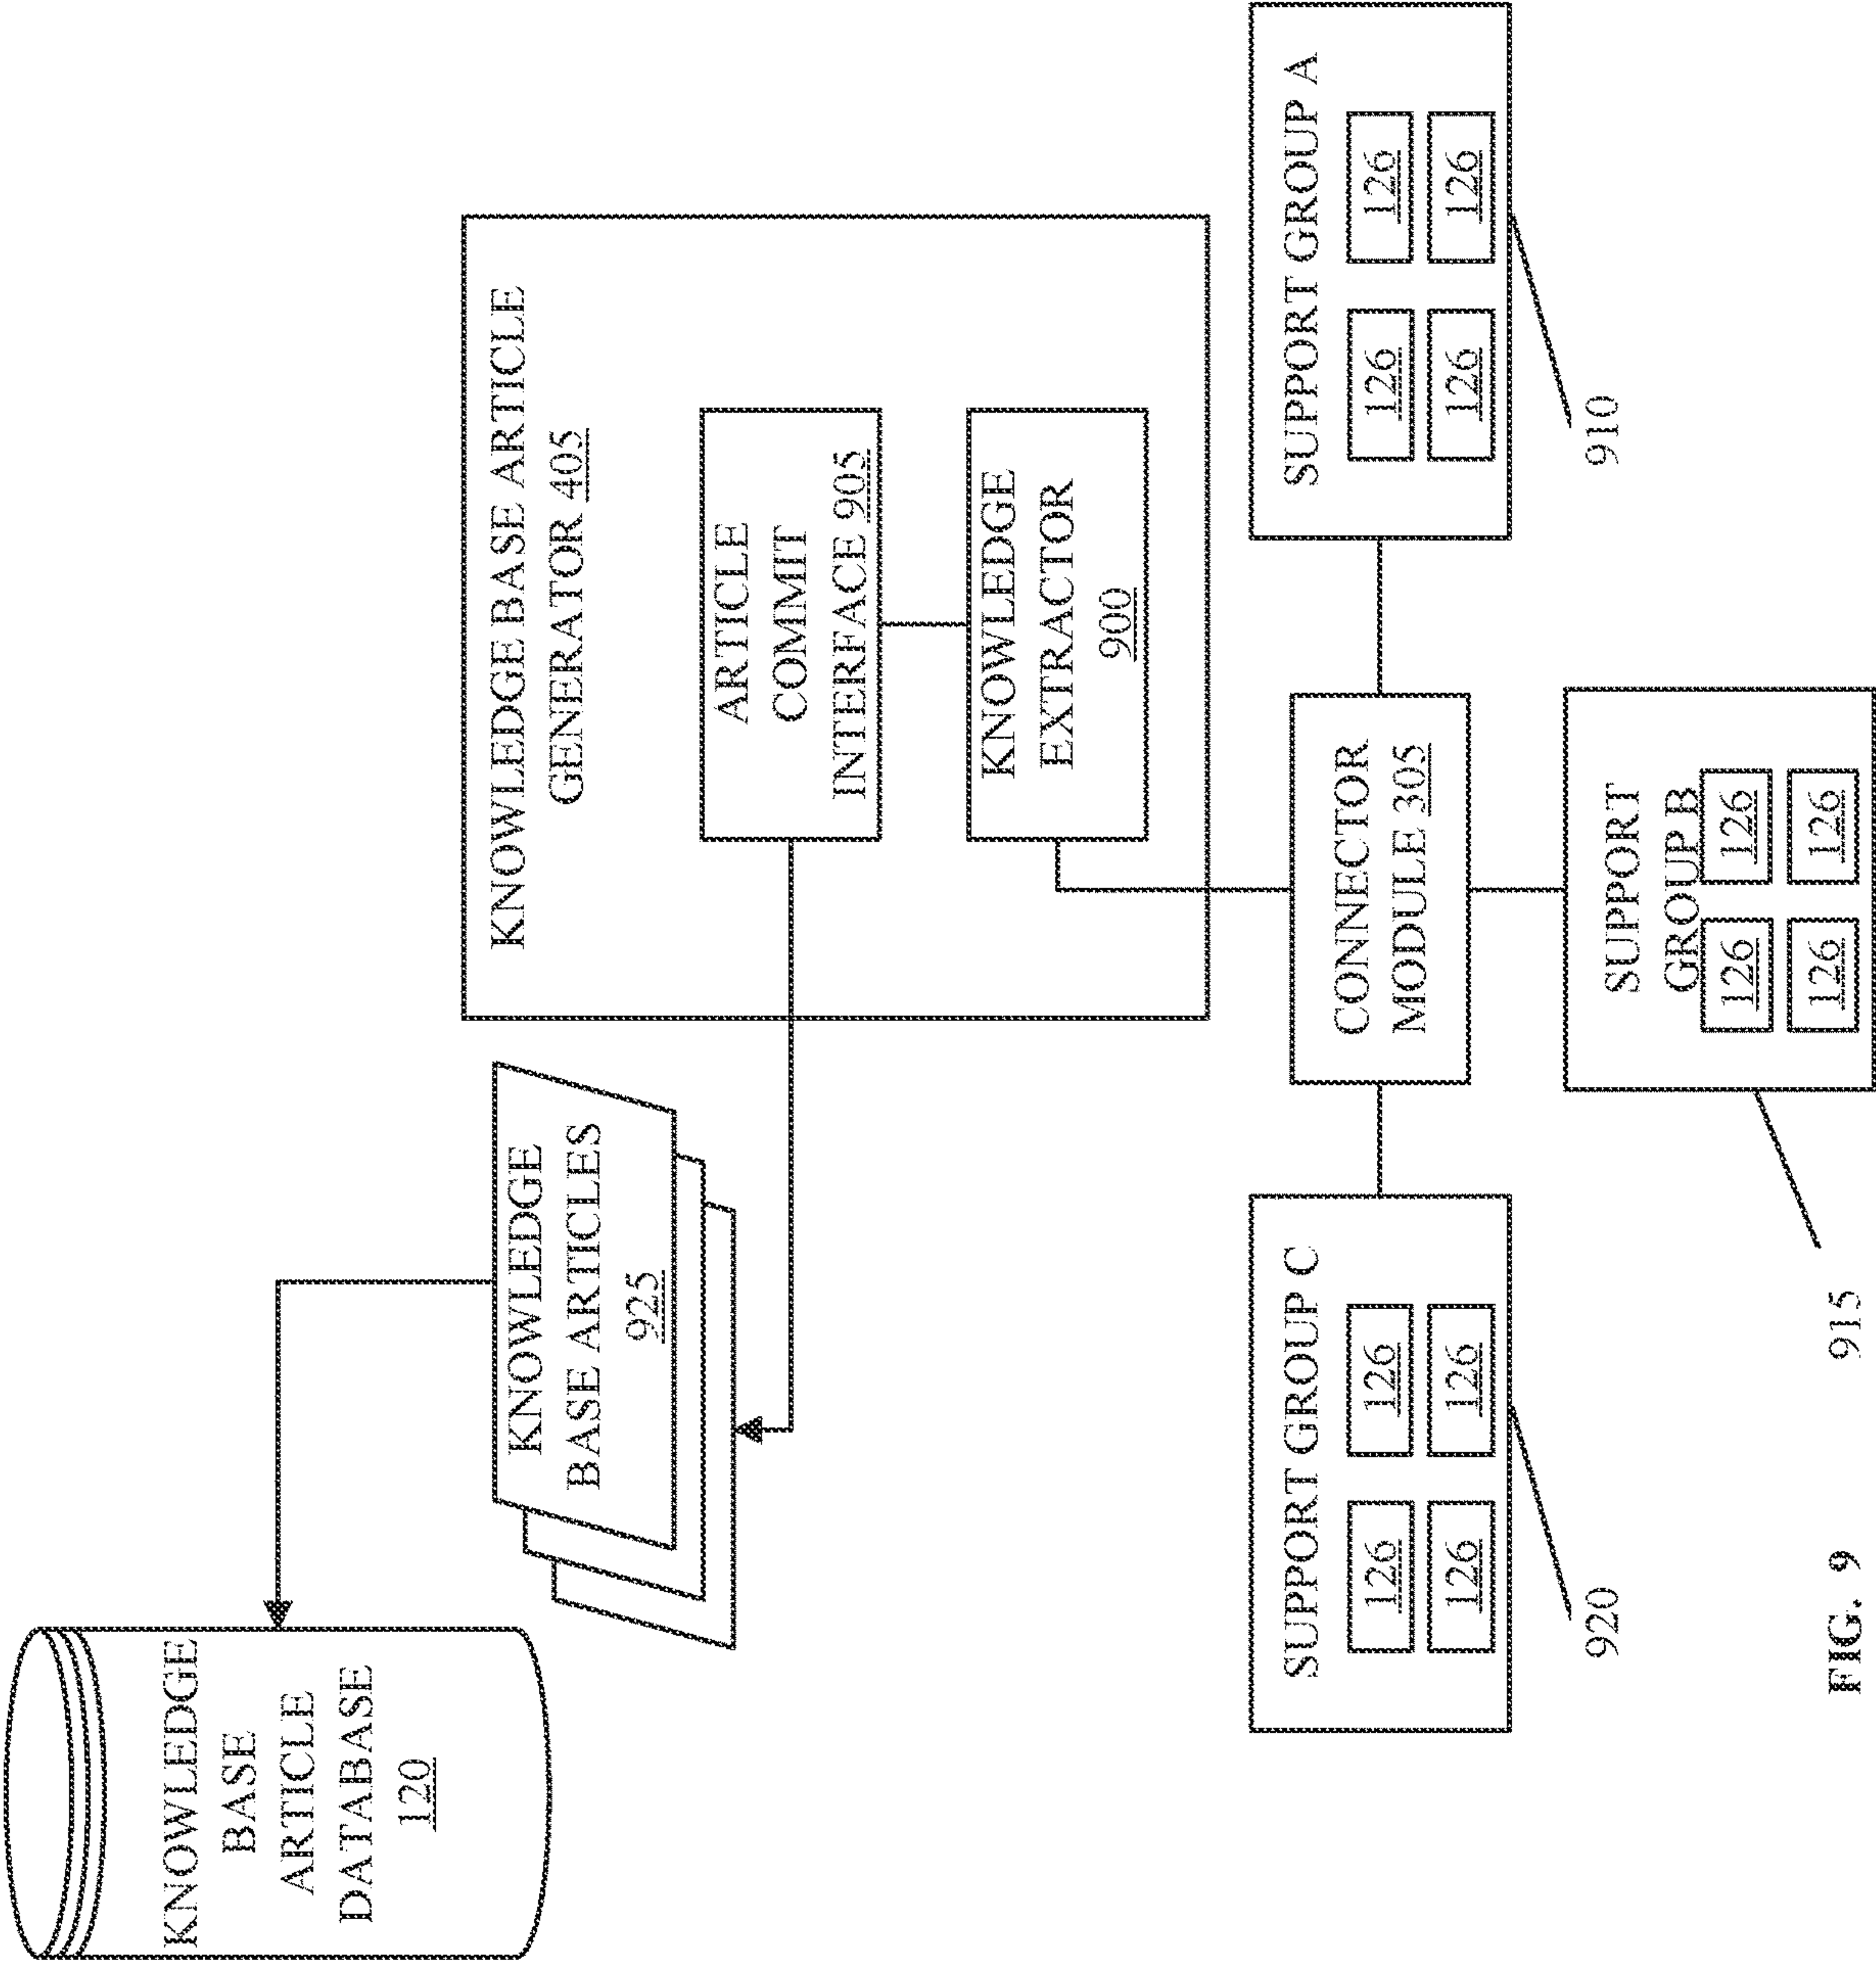 KNOWLEDGE
BASE
ARTICLE
DATABASE
120
KNOWLEDGE
BASE ARTICLES
925
KNOWLEDGE BASE ARTICLE
GENERATOR 405
ARTICLE
COMMIT
INTERFACE 905
KNOWLEDGE
EXTRACTOR
900
SUPPORT GROUP C
126
126
126
126
920
CONNECTOR
MODULE 305
SUPPORT GROUP A
126
126
126
126
910
SUPPORT
GROUP B
126
126
126
126
915
FIG. 9